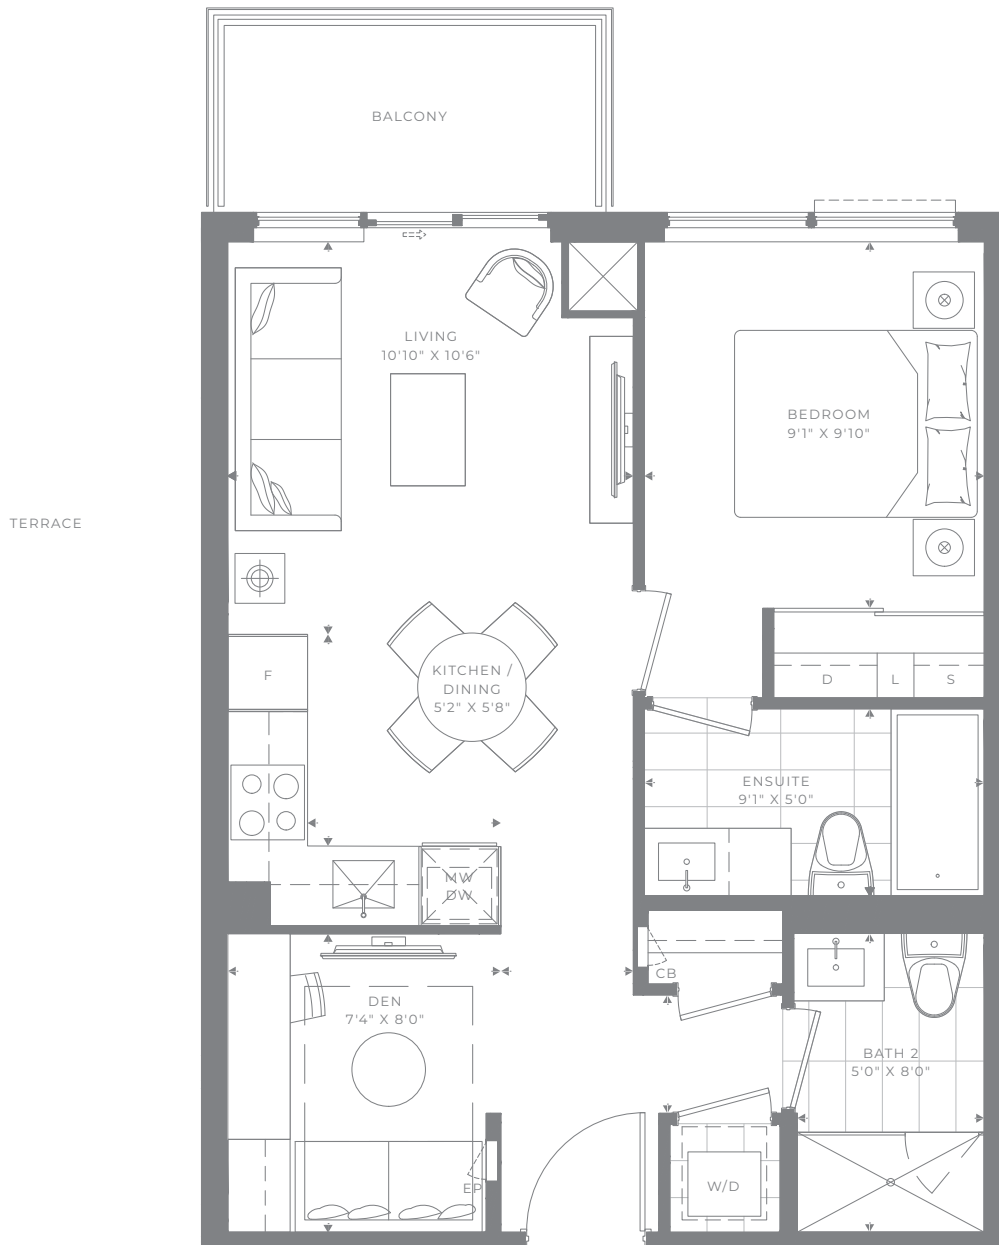 BALCONY
LIVING
10'10" X 10'6"
BEDROOM
9'1" X 9'10"
TERRACE
F
KITCHEN /
DINING
5'2" X 5'8"
D
L
S
ENSUITE
9'1" X 5'0"
MW
DW
CB
DEN
7'4" X 8'0"
BATH 2
5'0" X 8'0"
EP
W/D